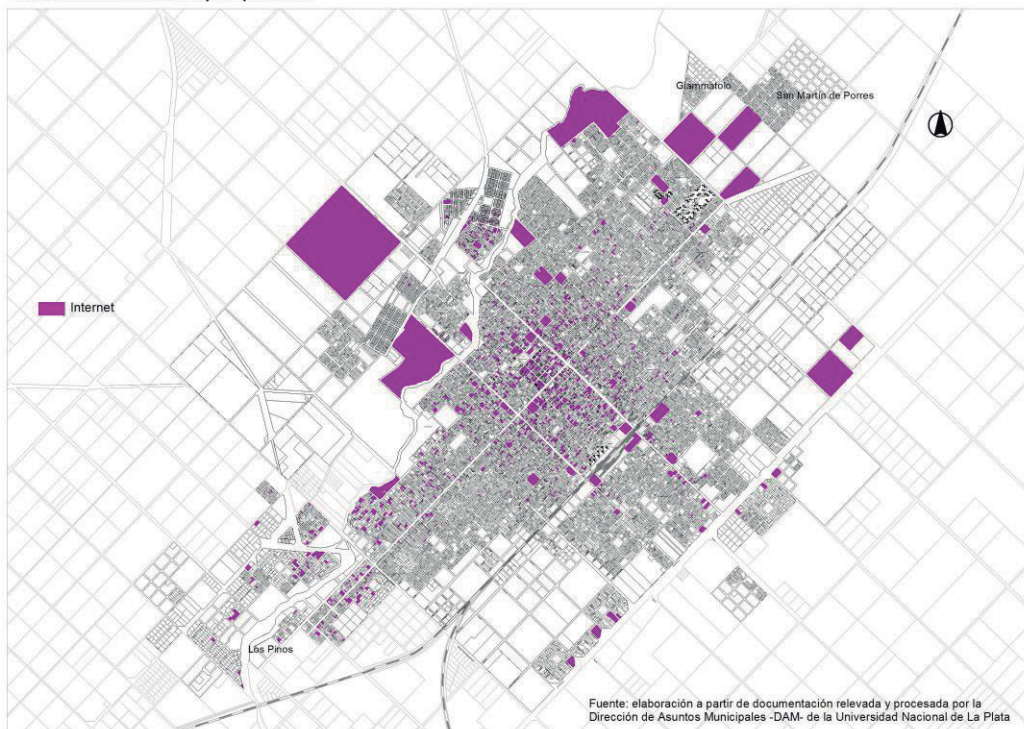 Giammátolo
San Martín de Porres
Internet
Los Pinos
Fuente: elaboración a partir de documentación relevada y procesada por la
Dirección de Asuntos Municipales -DAM- de la Universidad Nacional de La Plata